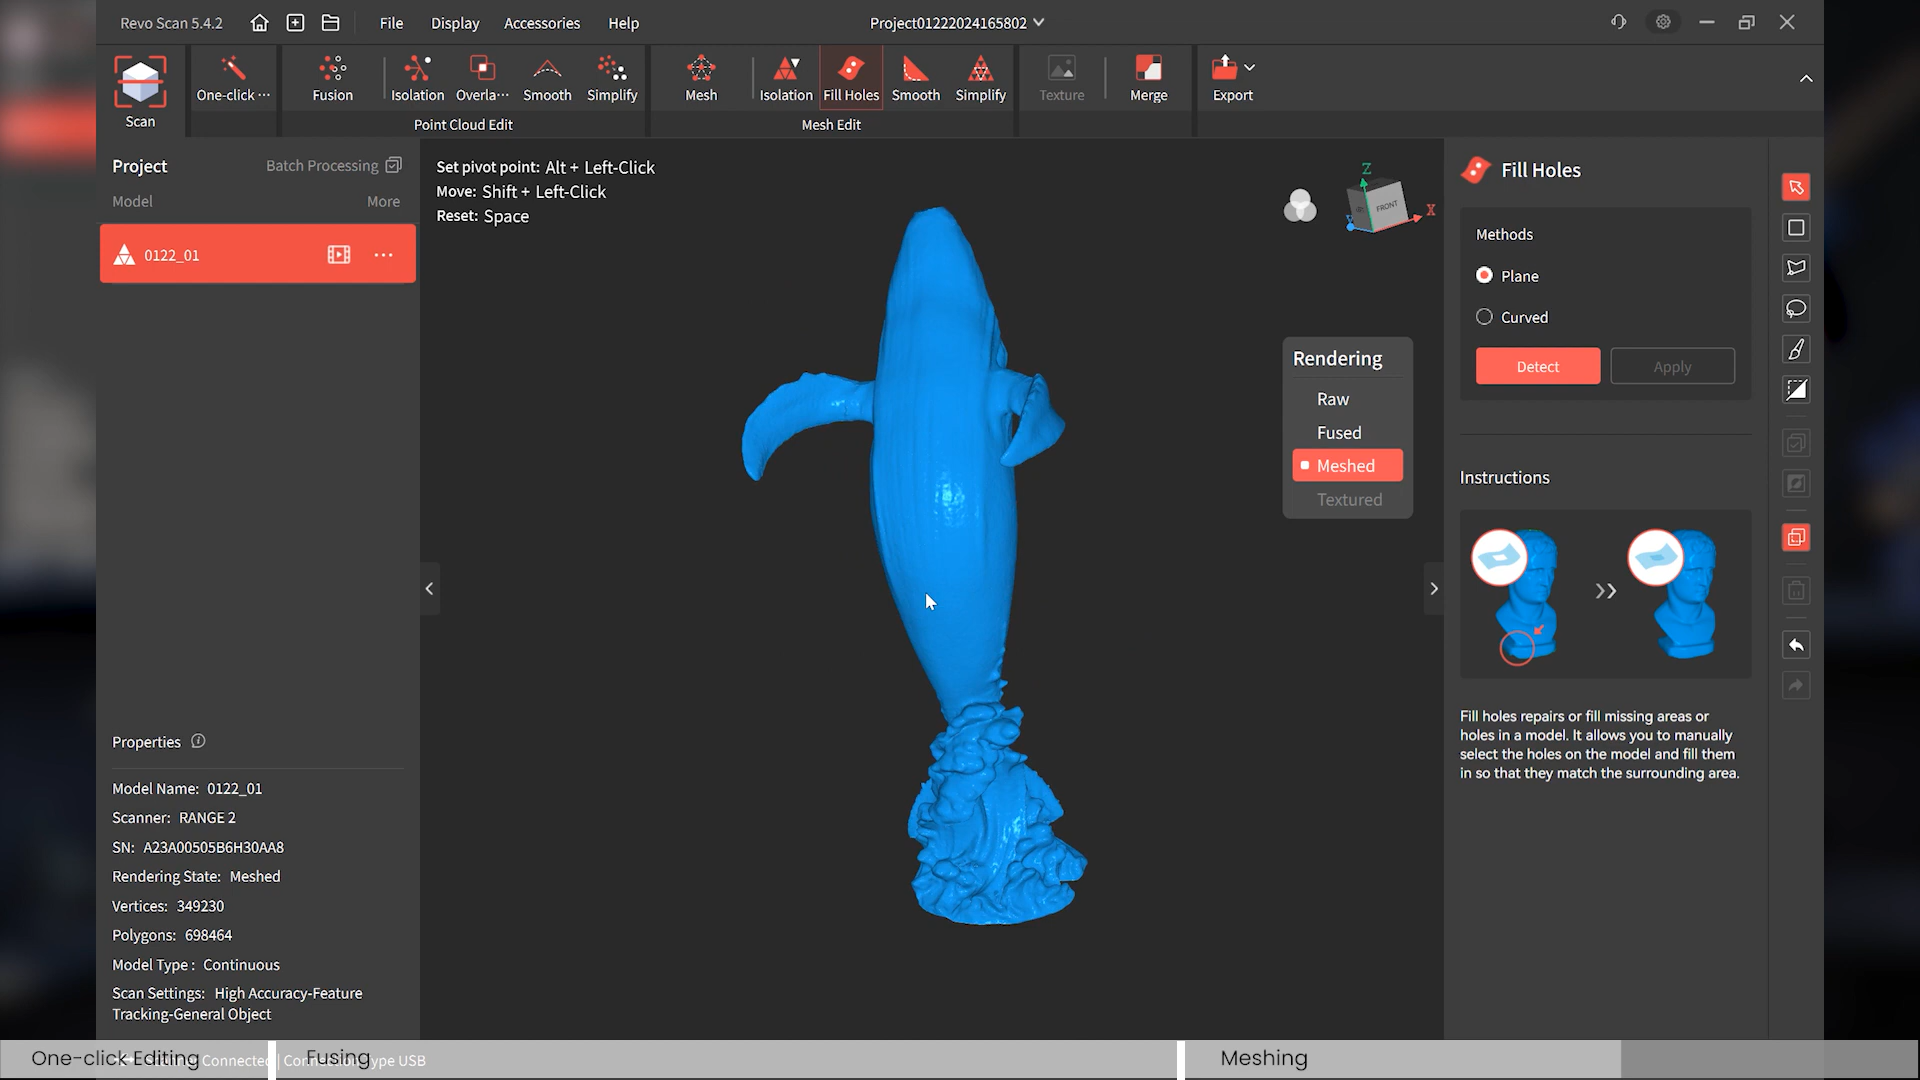 Revo Scan 5.4.2
File
Display
Accessories
Help
Project01222024165802
Scan
One-click ···
Fusion
Isolation
Overla···
Smooth
Simplify
Point Cloud Edit
Mesh
Isolation
Fill Holes
Smooth
Simplify
Mesh Edit
Texture
Merge
Export
Project
Batch Processing
Model
More
0122_01
Set pivot point: Alt + Left-Click
Move: Shift + Left-Click
Reset: Space
Z
FRONT
X
Rendering
Raw
Fused
Meshed
Textured
Fill Holes
Methods
Plane
Curved
Detect
Apply
Instructions
Fill holes repairs or fill missing areas or
holes in a model. It allows you to manually
select the holes on the model and fill them
in so that they match the surrounding area.
Properties
Model Name: 0122_01
Scanner: RANGE 2
SN: A23A00505B6H30AA8
Rendering State: Meshed
Vertices: 349230
Polygons: 698464
Model Type : Continuous
Scan Settings: High Accuracy-Feature
Tracking-General Object
One-click Editing
Connected | Connection Type USB
Fusing
Meshing